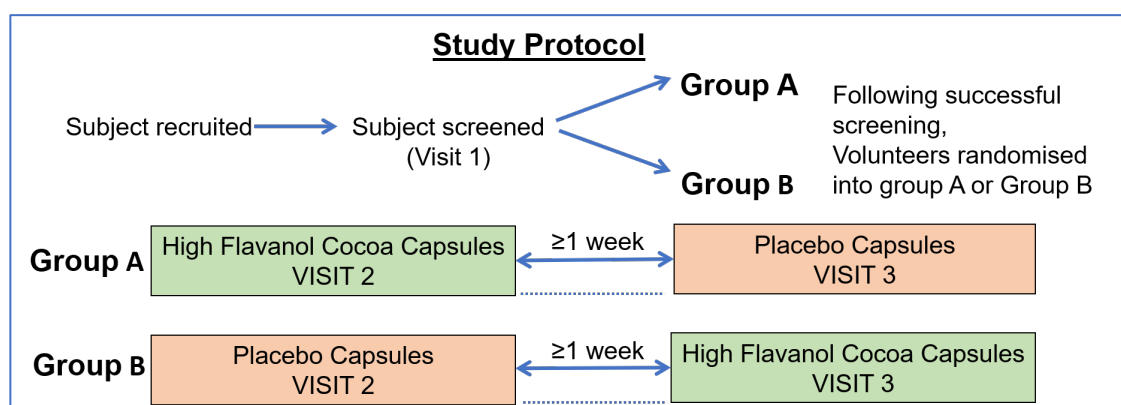 Study Protocol
Group A
Following successful
screening,
Volunteers randomised
into group A or Group B
Subject recruited
Subject screened
(Visit 1)
Group B
Group A
High Flavanol Cocoa Capsules
VISIT 2
≥1 week
Placebo Capsules
VISIT 3
Group B
Placebo Capsules
VISIT 2
≥1 week
High Flavanol Cocoa Capsules
VISIT 3